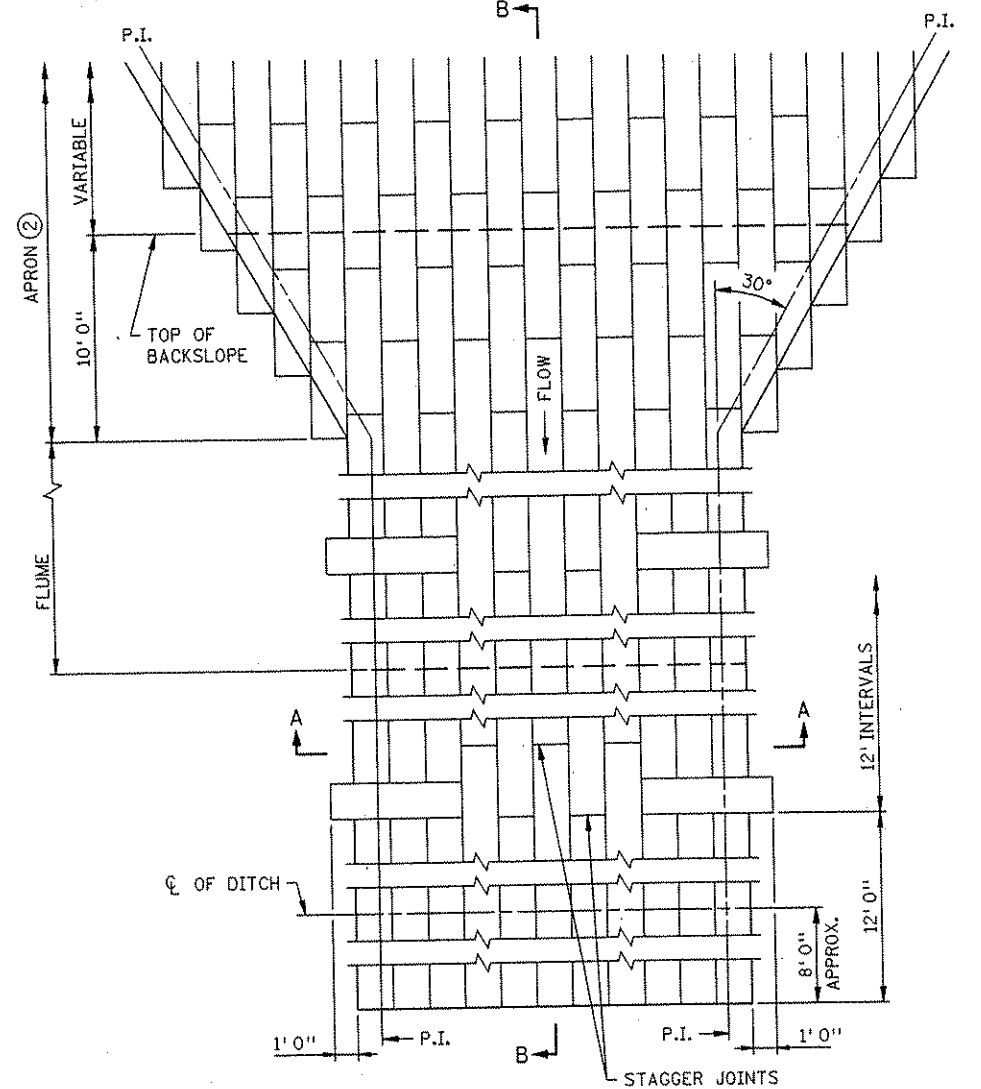 B
P.I.
P.I.
VARIABLE
APRON ②
10' 0"
TOP OF
BACKSLOPE
30°
FLOW
FLUME
A
A
12' INTERVALS
℄ OF DITCH
12' 0"
8' 0"
APPROX.
1' 0"
P.I.
B
P.I.
1' 0"
STAGGER JOINTS